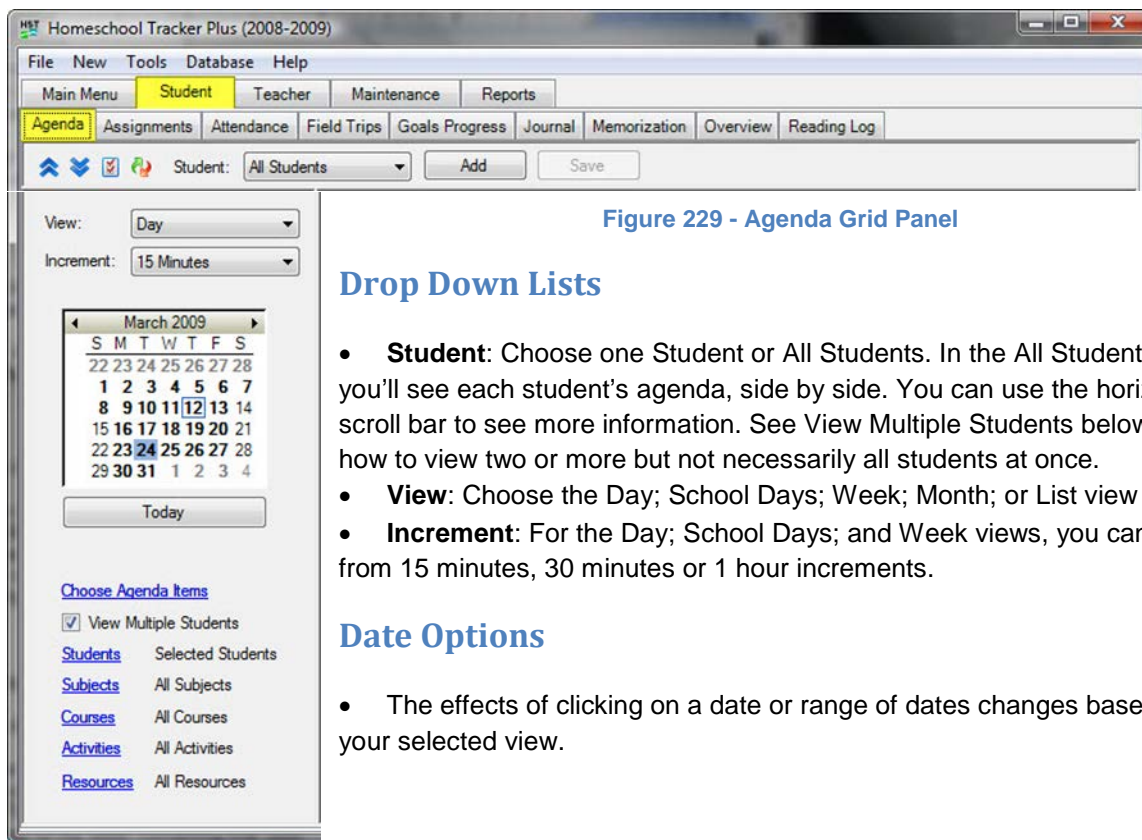 Homeschool Tracker Plus (2008-2009)
File New Tools Database Help
Main Menu Student Teacher Maintenance Reports
Agenda Assignments Attendance Field Trips Goals Progress Journal Memorization Overview Reading Log
Student: All Students Add Save
View: Day
Increment: 15 Minutes
March 2009
S M T W T F S
22 23 24 25 26 27 28
1 2 3 4 5 6 7
8 9 10 11 12 13 14
15 16 17 18 19 20 21
22 23 24 25 26 27 28
29 30 31 1 2 3 4
Today
Choose Agenda Items
View Multiple Students
Students Selected Students
Subjects All Subjects
Courses All Courses
Activities All Activities
Resources All Resources
Figure 229 - Agenda Grid Panel
Drop Down Lists
• Student: Choose one Student or All Students. In the All Student
you'll see each student's agenda, side by side. You can use the hori
scroll bar to see more information. See View Multiple Students below
how to view two or more but not necessarily all students at once.
• View: Choose the Day; School Days; Week; Month; or List view
• Increment: For the Day; School Days; and Week views, you can
from 15 minutes, 30 minutes or 1 hour increments.
Date Options
• The effects of clicking on a date or range of dates changes base
your selected view.